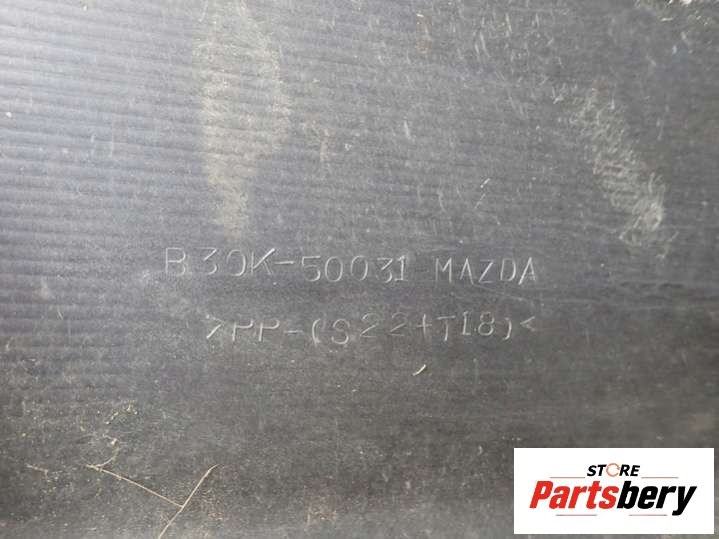 B30K-50031 MAZDA
>PP-(S22+T18)<
STORE
Partsbery